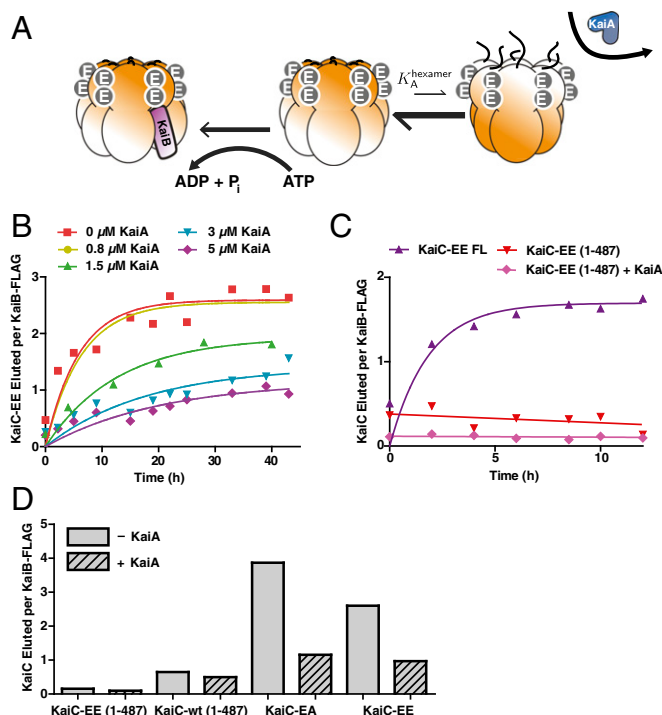 A
KaiA
E E E E
E E
E E E E
E E
E E E E
E E
K_A^hexamer
KaiB
ADP + Pi
ATP
B
0 µM KaiA
3 µM KaiA
0.8 µM KaiA
5 µM KaiA
1.5 µM KaiA
KaiC-EE Eluted per KaiB-FLAG
3
2
1
0
0 10 20 30 40
Time (h)
C
KaiC-EE FL
KaiC-EE (1-487)
KaiC-EE (1-487) + KaiA
KaiC Eluted per KaiB-FLAG
2
1
0
0 5 10
Time (h)
D
− KaiA
+ KaiA
KaiC Eluted per KaiB-FLAG
5
4
3
2
1
0
KaiC-EE (1-487) KaiC-wt (1-487) KaiC-EA KaiC-EE